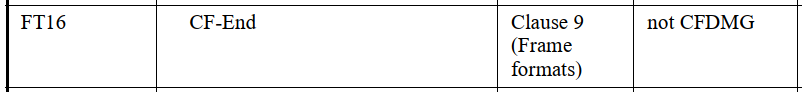 FT16 CF-End Clause 9 not CFDMG
(Frame
formats)